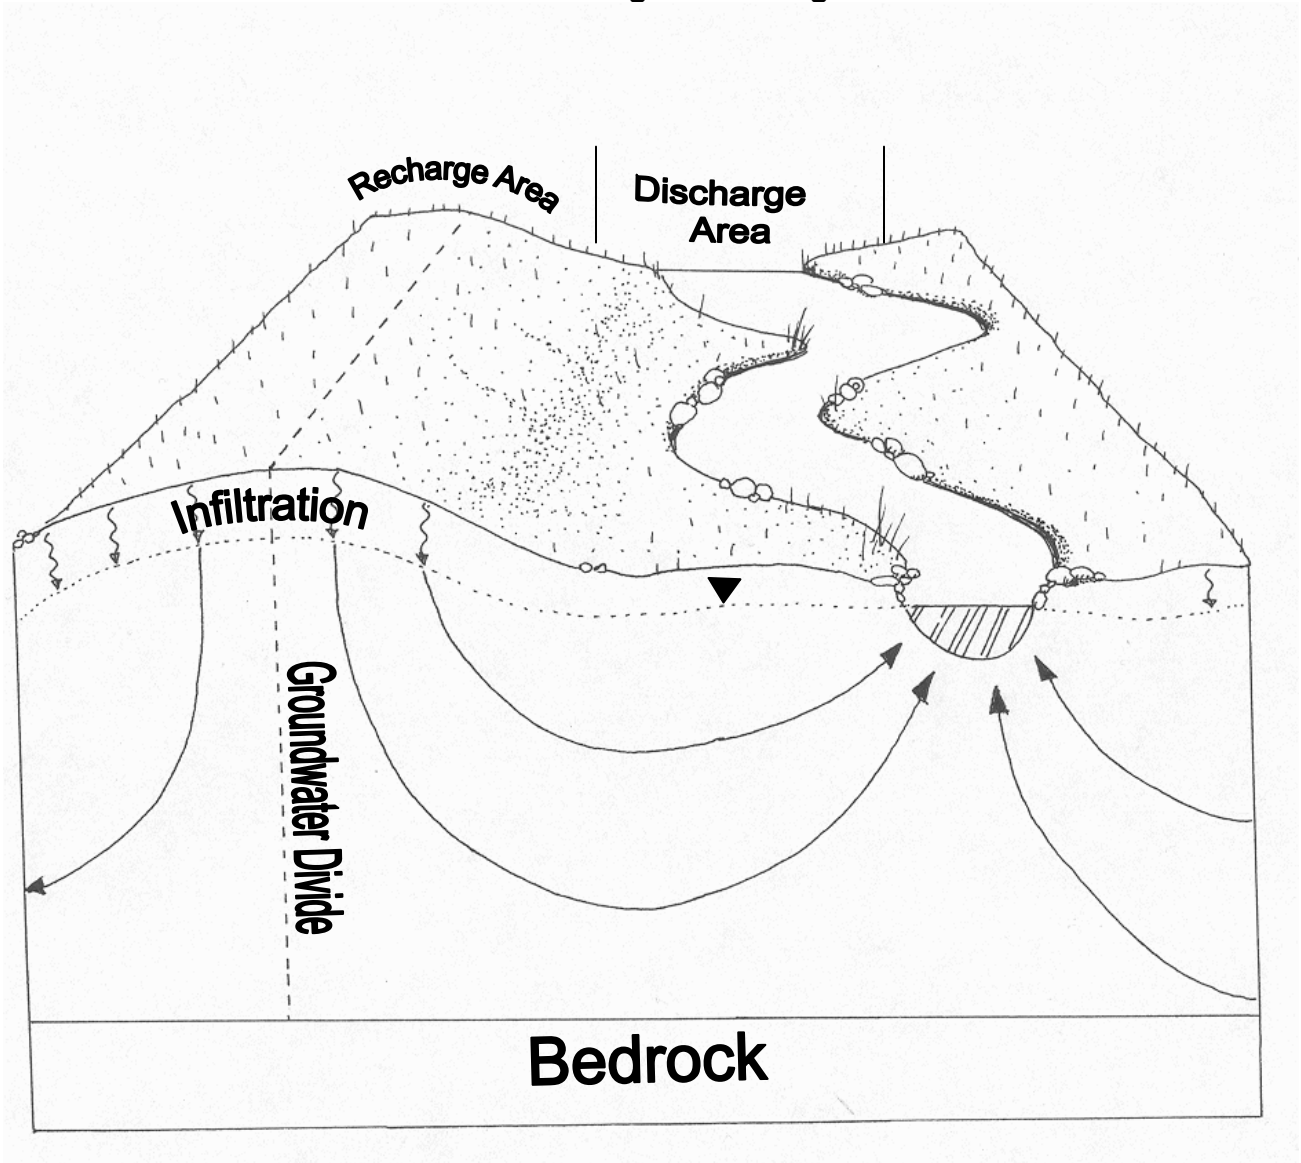 Recharge Area
Discharge
Area
Infiltration
Groundwater Divide
Bedrock